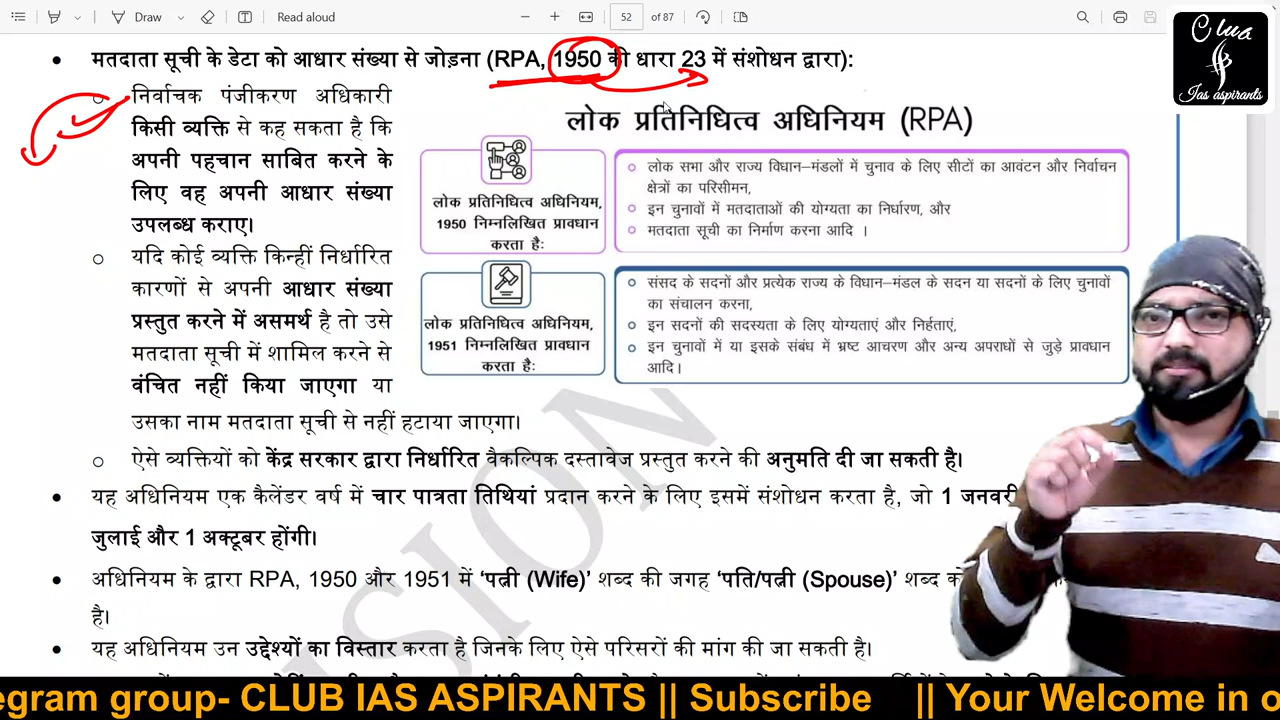 Draw
Read aloud
52
of 87
Club
Ias aspirants
• मतदाता सूची के डेटा को आधार संख्या से जोड़ना (RPA, 1950 की धारा 23 में संशोधन द्वारा):
○ निर्वाचक पंजीकरण अधिकारी
किसी व्यक्ति से कह सकता है कि
अपनी पहचान साबित करने के
लिए वह अपनी आधार संख्या
उपलब्ध कराए।
○ यदि कोई व्यक्ति किन्हीं निर्धारित
कारणों से अपनी आधार संख्या
प्रस्तुत करने में असमर्थ है तो उसे
मतदाता सूची में शामिल करने से
वंचित नहीं किया जाएगा या
उसका नाम मतदाता सूची से नहीं हटाया जाएगा।
लोक प्रतिनिधित्व अधिनियम (RPA)
लोक प्रतिनिधित्व अधिनियम,
1950 निम्नलिखित प्रावधान
करता है:
○ लोक सभा और राज्य विधान–मंडलों में चुनाव के लिए सीटों का आवंटन और निर्वाचन
क्षेत्रों का परिसीमन,
○ इन चुनावों में मतदाताओं की योग्यता का निर्धारण, और
○ मतदाता सूची का निर्माण करना आदि ।
लोक प्रतिनिधित्व अधिनियम,
1951 निम्नलिखित प्रावधान
करता है:
○ संसद के सदनों और प्रत्येक राज्य के विधान–मण्डल के सदन या सदनों के लिए चुनावों
का संचालन करना,
○ इन सदनों की सदस्यता के लिए योग्यताएं और निर्हताएं,
○ इन चुनावों में या इसके संबंध में भ्रष्ट आचरण और अन्य अपराधों से जुड़े प्रावधान
आदि।
○ ऐसे व्यक्तियों को केंद्र सरकार द्वारा निर्धारित वैकल्पिक दस्तावेज प्रस्तुत करने की अनुमति दी जा सकती है।
• यह अधिनियम एक कैलेंडर वर्ष में चार पात्रता तिथियां प्रदान करने के लिए इसमें संशोधन करता है, जो 1 जनवरी
जुलाई और 1 अक्टूबर होंगी।
• अधिनियम के द्वारा RPA, 1950 और 1951 में ‘पत्नी (Wife)’ शब्द की जगह ‘पति/पत्नी (Spouse)’ शब्द
है।
• यह अधिनियम उन उद्देश्यों का विस्तार करता है जिनके लिए ऐसे परिसरों की मांग की जा सकती है।
VISION
egram group- CLUB IAS ASPIRANTS || Subscribe || Your Welcome in o